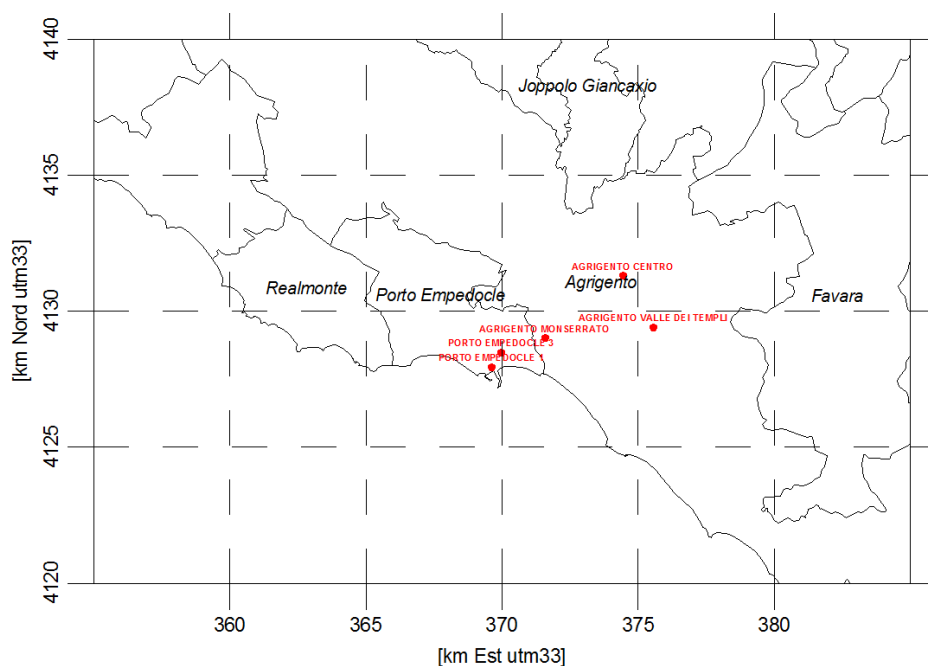 4140
4135
4130
4125
4120
[km Nord utm33]
Joppolo Giancaxio
AGRIGENTO CENTRO
Agrigento
Realmonte
Porto Empedocle
Favara
AGRIGENTO VALLE DEI TEMPLI
AGRIGENTO MONSERRATO
PORTO EMPEDOCLE 3
PORTO EMPEDOCLE 1
360
365
370
375
380
[km Est utm33]